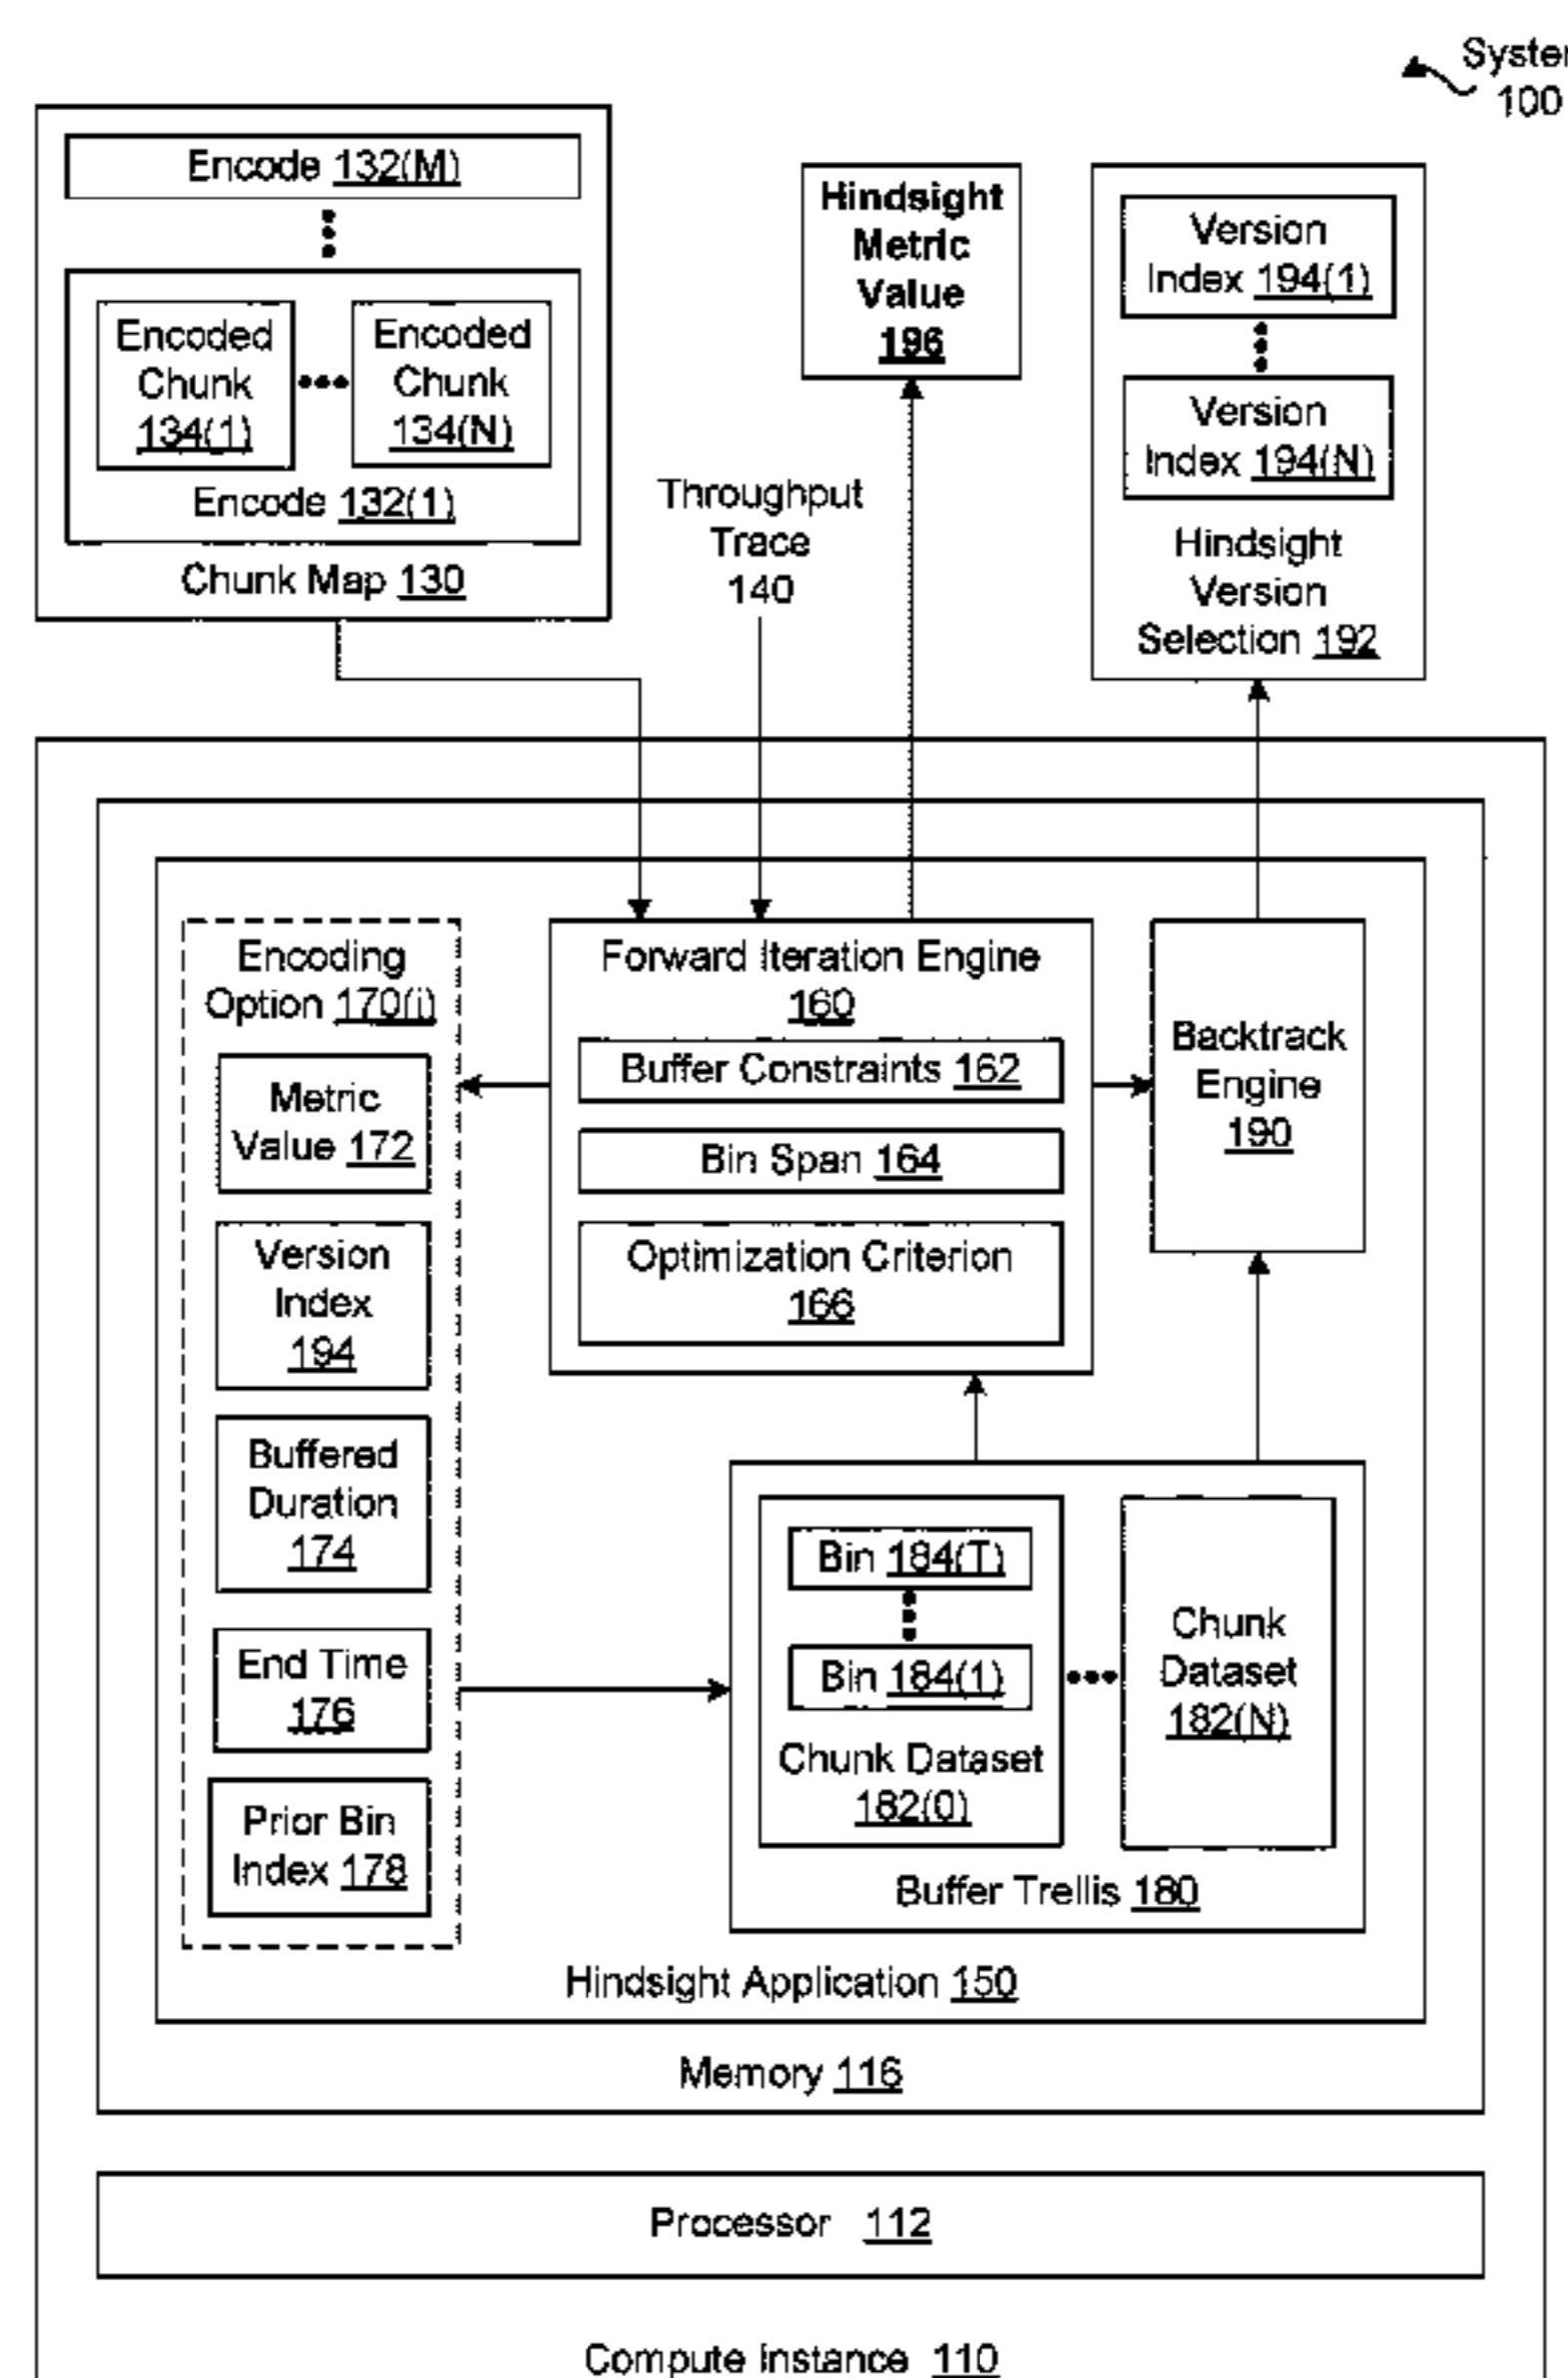 System
100
Encode 132(M)
Encoded
Chunk
134(1)
Encoded
Chunk
134(N)
Encode 132(1)
Chunk Map 130
Throughput
Trace
140
Hindsight
Metric
Value
196
Version
Index 194(1)
Version
Index 194(N)
Hindsight
Version
Selection 192
Encoding
Option 170(i)
Metric
Value 172
Version
Index
194
Buffered
Duration
174
End Time
176
Prior Bin
Index 178
Forward Iteration Engine
160
Buffer Constraints 162
Bin Span 164
Optimization Criterion
166
Backtrack
Engine
190
Bin 184(T)
Bin 184(1)
Chunk Dataset
182(0)
Chunk
Dataset
182(N)
Buffer Trellis 180
Hindsight Application 150
Memory 116
Processor 112
Compute Instance 110